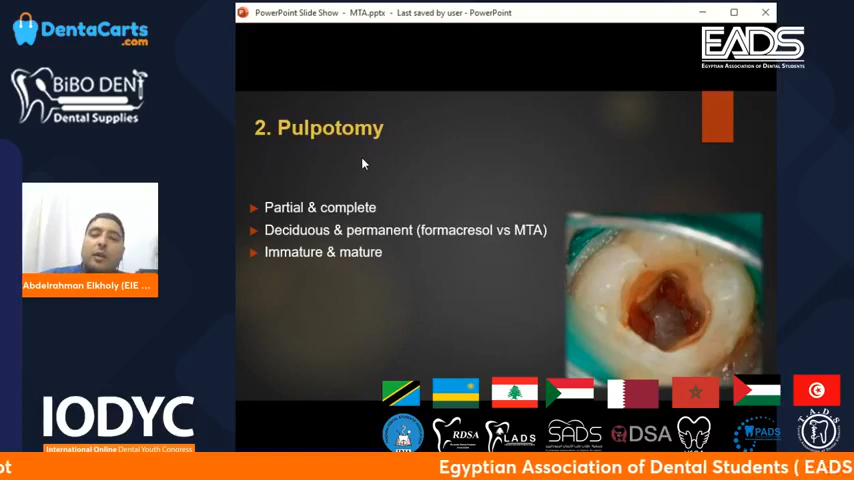 DentaCarts
.com
BiBO DENT
Dental Supplies
PowerPoint Slide Show - MTA.pptx - Last saved by user - PowerPoint
EADS
EGYPTIAN ASSOCIATION OF DENTAL STUDENTS
2. Pulpotomy
Partial & complete
Deciduous & permanent (formacresol vs MTA)
Immature & mature
Abdelrahman Elkholy (EIE ...
IODYC
International Online Dental Youth Congress
RDSA
LADS
SADS
QDSA
PADS
T.A.D.S
pt
Egyptian Association of Dental Students ( EADS